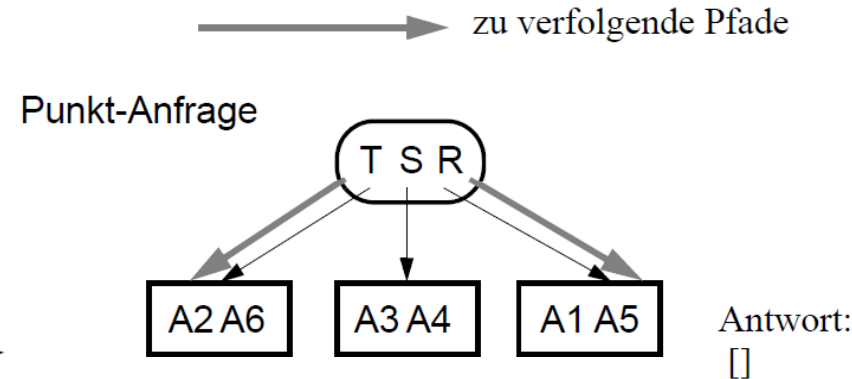 zu verfolgende Pfade
Punkt-Anfrage
T S R
A2 A6
A3 A4
A1 A5
Antwort:
[]